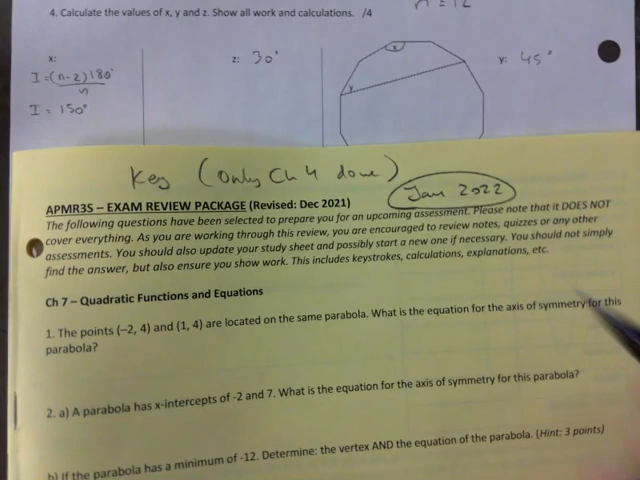 n = 12
4. Calculate the values of x, y and z. Show all work and calculations. /4
x:
I = (n-2)180°
n
I = 150°
z: 30°
x
y
y: 45°
Key (Only Ch 4 done)
Jan 2022
APMR3S – EXAM REVIEW PACKAGE (Revised: Dec 2021)
The following questions have been selected to prepare you for an upcoming assessment. Please note that it DOES NOT
cover everything. As you are working through this review, you are encouraged to review notes, quizzes or any other
assessments. You should also update your study sheet and possibly start a new one if necessary. You should not simply
find the answer, but also ensure you show work. This includes keystrokes, calculations, explanations, etc.
Ch 7 – Quadratic Functions and Equations
1. The points (–2, 4) and (1, 4) are located on the same parabola. What is the equation for the axis of symmetry for this
parabola?
2. a) A parabola has x-intercepts of -2 and 7. What is the equation for the axis of symmetry for this parabola?
b) If the parabola has a minimum of -12. Determine: the vertex AND the equation of the parabola. (Hint: 3 points)